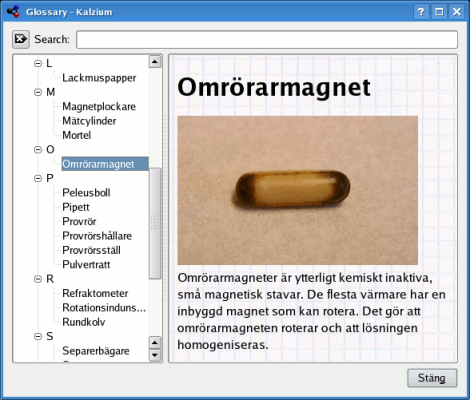 Glossary - Kalzium
Search:
L
Lackmuspapper
M
Magnetplockare
Mätcylinder
Mortel
O
Omrörarmagnet
P
Peleusboll
Pipett
Provrör
Provrörshållare
Provrörsställ
Pulvertratt
R
Refraktometer
Rotationsinduns...
Rundkolv
S
Separerbägare
Omrörarmagnet
Omrörarmagneter är ytterligt kemiskt inaktiva,
små magnetisk stavar. De flesta värmare har en
inbyggd magnet som kan rotera. Det gör att
omrörarmagneten roterar och att lösningen
homogeniseras.
Stäng